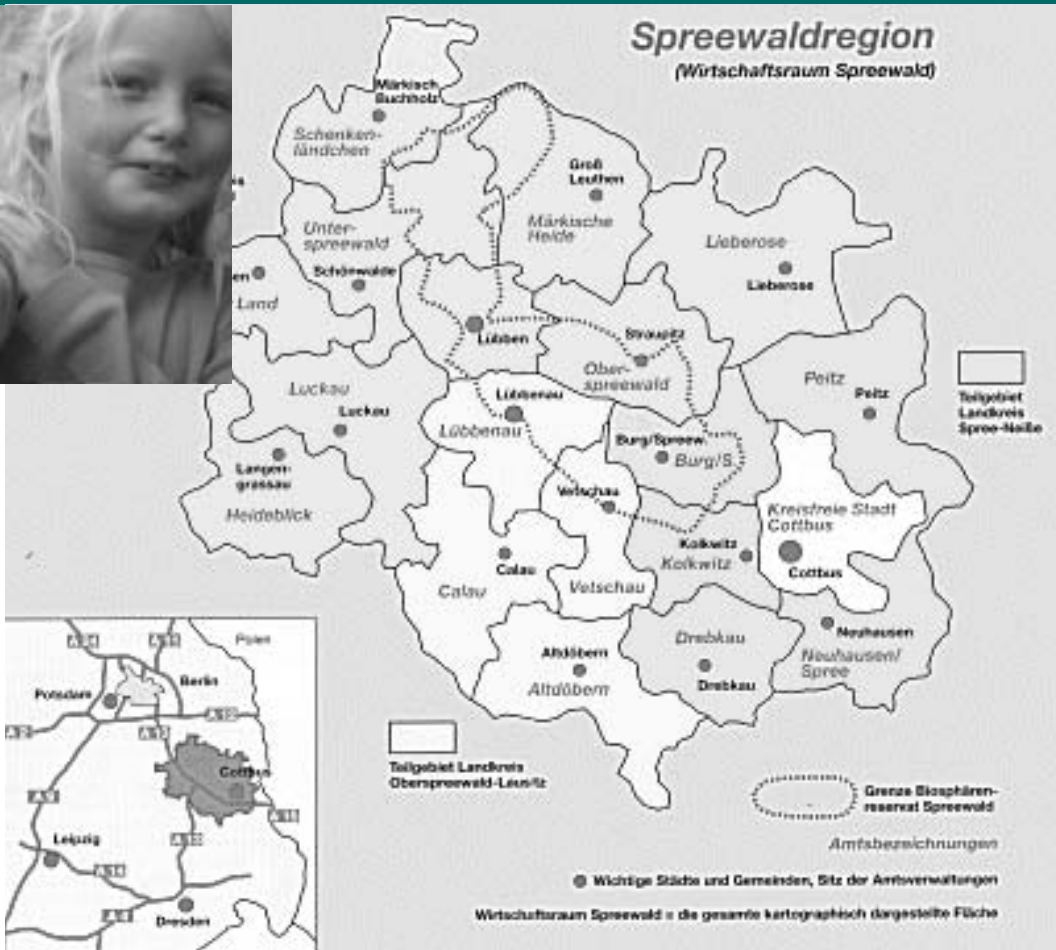 Spreewaldregion
(Wirtschaftsraum Spreewald)
Märkisch
Buchholz
Schenken-
ländchen
Groß
Leuthen
Märkische
Heide
Unter-
spreewald
Schönwalde
Lieberose
Lieberose
Land
Lübben
Straupitz
Ober-
spreewald
Luckau
Luckau
Lübbenau
Lübbenau
Peitz
Peitz
Teilgebiet
Landkreis
Spree-Neiße
Burg/Spreew.
Burg/S
Langen-
grassau
Heideblick
Vetschau
Kreisfreie Stadt
Cottbus
Kolkwitz
Kolkwitz
Cottbus
Calau
Calau
Vetschau
Neuhausen
Neuhausen/
Spree
Drebkau
Drebkau
Altdöbern
Altdöbern
Teilgebiet Landkreis
Oberspreewald-Lausitz
Polen
Berlin
Potsdam
Cottbus
Leipzig
Dresden
Grenze Biosphären-
reservat Spreewald
Amtsbezeichnungen
Wichtige Städte und Gemeinden, Sitz der Amtsverwaltungen
Wirtschaftsraum Spreewald = die gesamte kartographisch dargestellte Fläche